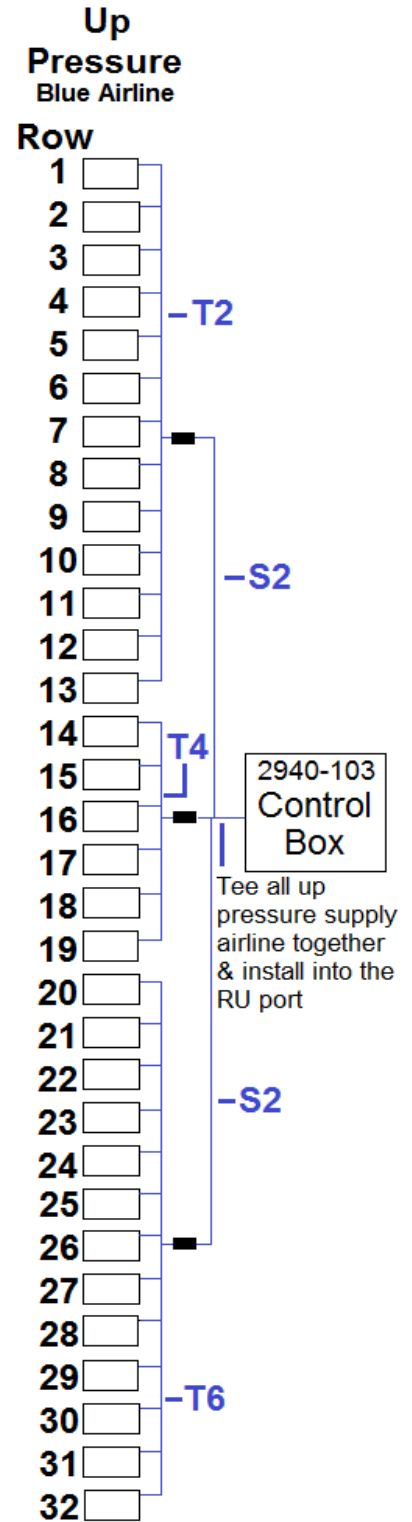 Up
Pressure
Blue Airline
Row
1
2
3
4
T2
5
6
7
8
9
10
S2
11
12
13
14
T4
15
2940-103
16
Control
Box
17
Tee all up
18
pressure supply
19
airline together
& install into the
20
RU port
21
22
23
S2
24
25
26
27
28
29
T6
30
31
32